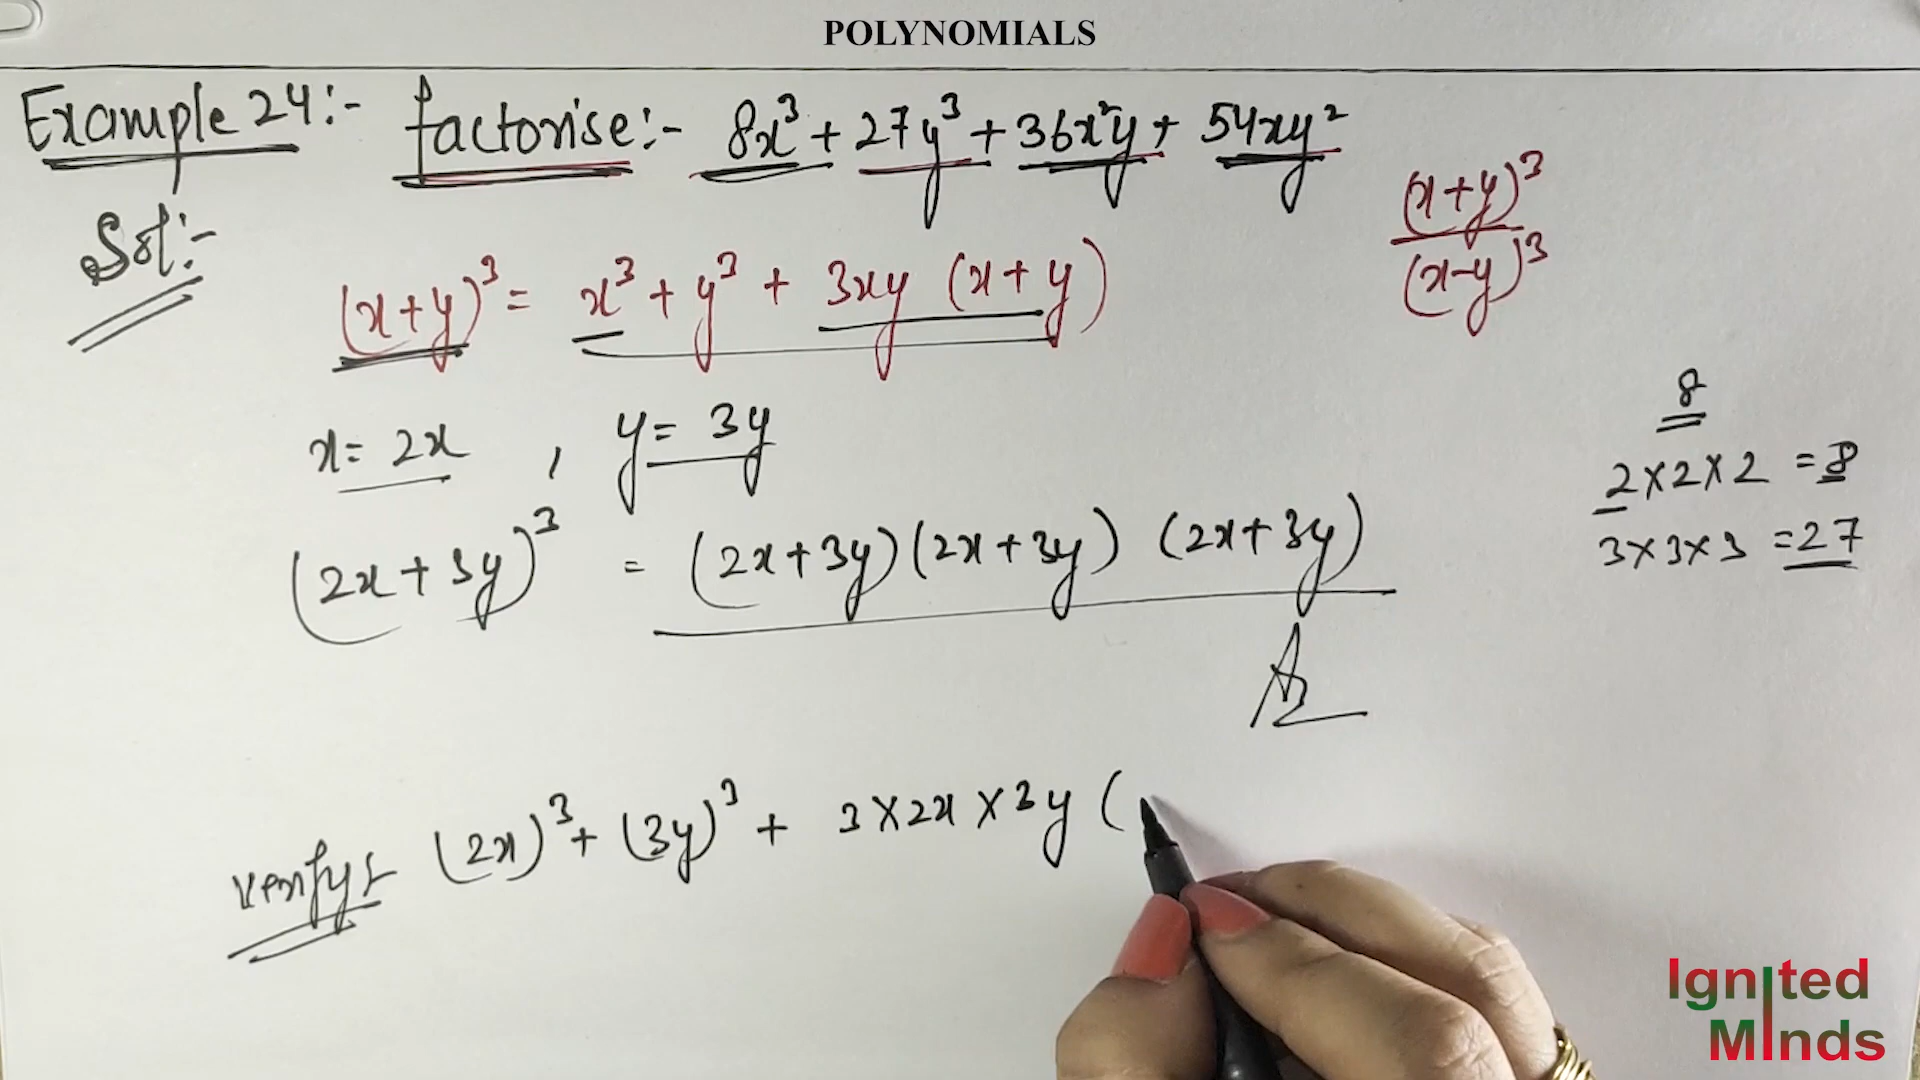 POLYNOMIALS
Example 24:- factorise:- 8x³ + 27y³ + 36x²y + 54xy²
Sol:-
(x+y)³
(x-y)³
(x+y)³ = x³ + y³ + 3xy (x+y)
x = 2x , y = 3y
8
2×2×2 = 8
3×3×3 = 27
(2x+3y)³ = (2x+3y)(2x+3y) (2x+3y)
verify:- (2x)³ + (3y)³ + 3×2x×3y (
Ignited
Minds